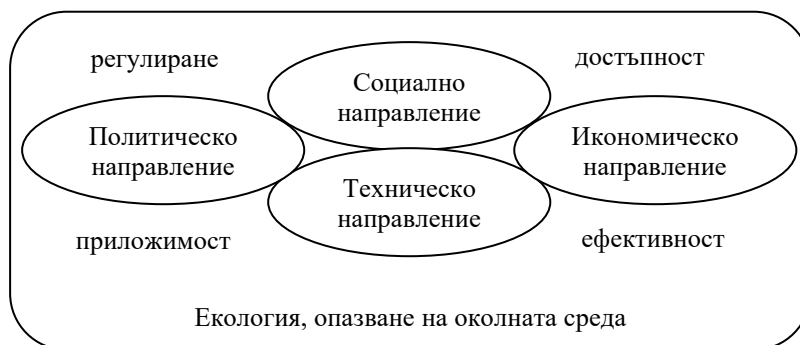 регулиране
достъпност
Социално
направление
Политическо
направление
Икономическо
направление
Техническо
направление
приложимост
ефективност
Екология, опазване на околната среда